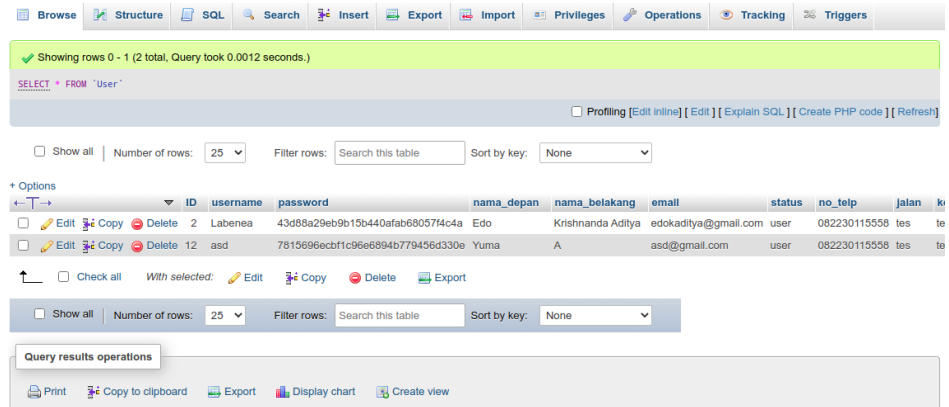 Browse Structure SQL Search Insert Export Import Privileges Operations Tracking Triggers
Showing rows 0 - 1 (2 total, Query took 0.0012 seconds.)
SELECT * FROM `User`
Profiling [Edit inline] [ Edit ] [ Explain SQL ] [ Create PHP code ] [ Refresh]
Show all | Number of rows: 25 Filter rows: Search this table Sort by key: None
+ Options
←T→ ID username password nama_depan nama_belakang email status no_telp jalan
Edit Copy Delete 2 Labenea 43d88a29eb9b15b440afab68057f4c4a Edo Krishnanda Aditya edokaditya@gmail.com user 082230115558 tes
Edit Copy Delete 12 asd 7815696ecbf1c96e6894b779456d330e Yuma A asd@gmail.com user 082230115558 tes
Check all With selected: Edit Copy Delete Export
Show all | Number of rows: 25 Filter rows: Search this table Sort by key: None
Query results operations
Print Copy to clipboard Export Display chart Create view